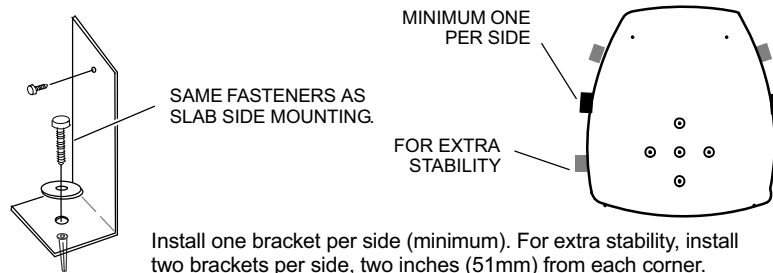 MINIMUM ONE
PER SIDE
SAME FASTENERS AS
SLAB SIDE MOUNTING.
FOR EXTRA
STABILITY
Install one bracket per side (minimum). For extra stability, install
two brackets per side, two inches (51mm) from each corner.